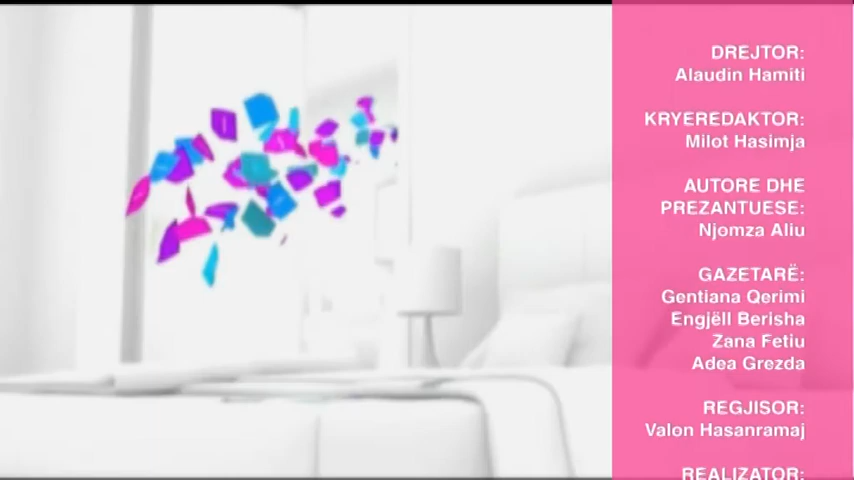 DREJTOR:
Alaudin Hamiti
KRYEREDAKTOR:
Milot Hasimja
AUTORE DHE
PREZANTUESE:
Njomza Aliu
GAZETARË:
Gentiana Qerimi
Engjëll Berisha
Zana Fetiu
Adea Grezda
REGJISOR:
Valon Hasanramaj
REALIZATOR: